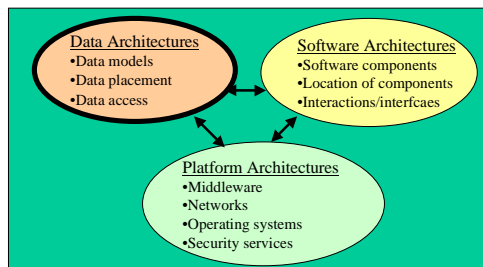 Data Architectures
•Data models
•Data placement
•Data access
Software Architectures
•Software components
•Location of components
•Interactions/interfcaes
Platform Architectures
•Middleware
•Networks
•Operating systems
•Security services